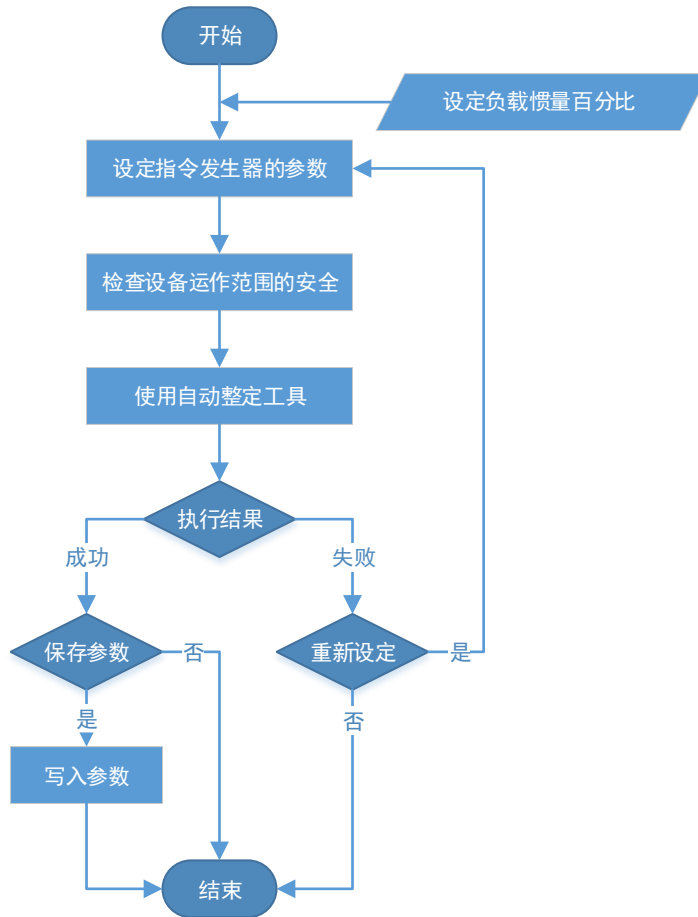 开始
设定负载惯量百分比
设定指令发生器的参数
检查设备运作范围的安全
使用自动整定工具
执行结果
成功
失败
保存参数
否
重新设定
是
是
否
写入参数
结束